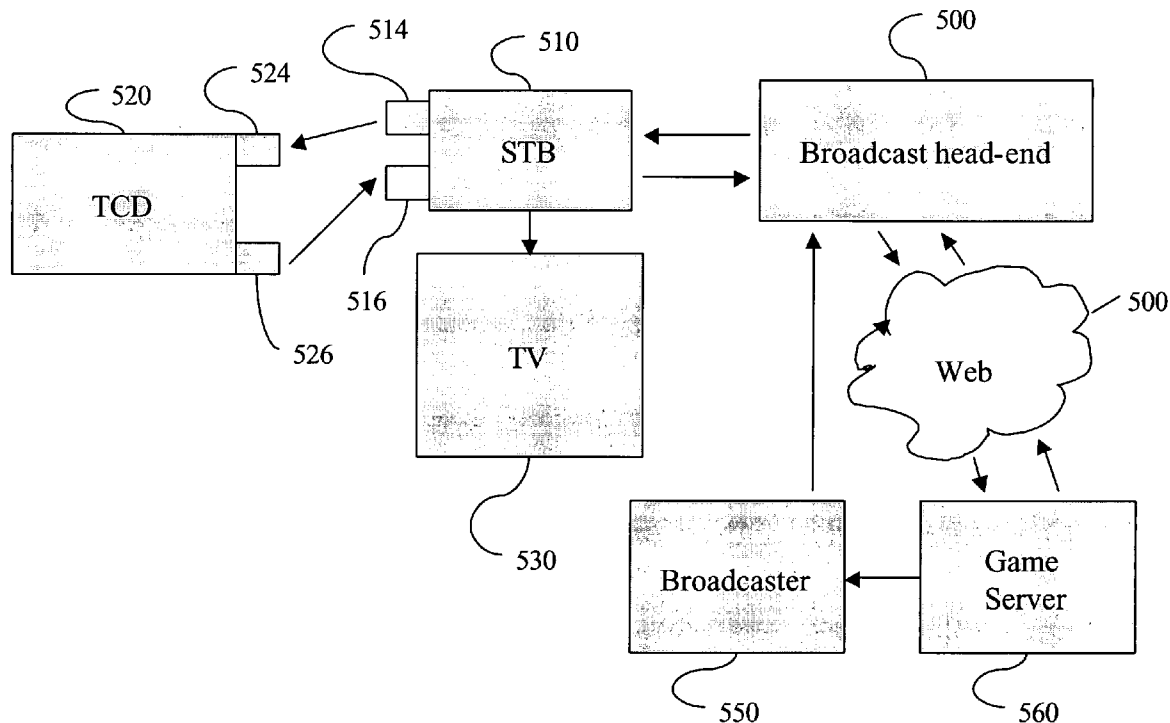 514
510
500
524
520
STB
Broadcast head-end
TCD
516
500
526
TV
Web
530
Broadcaster
Game
Server
550
560